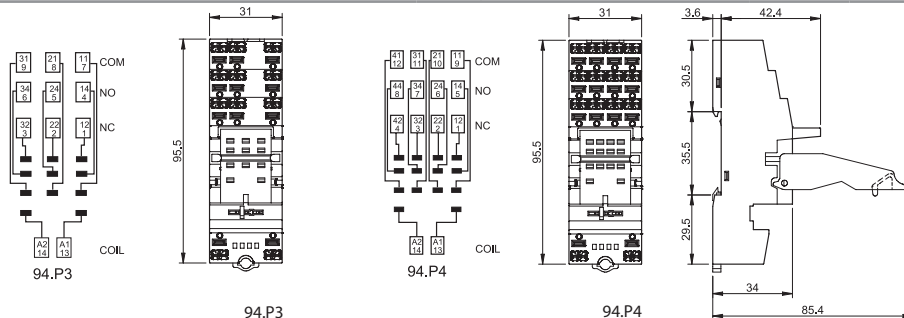 31 9 21 8 11 7 COM
34 6 24 5 14 4 NO
32 3 22 2 12 1 NC
A2 14 A1 13 COIL
94.P3
31
95.5
94.P3
41 12 31 11 21 10 11 9 COM
44 8 34 7 24 6 14 5 NO
42 4 32 3 22 2 12 1 NC
A2 14 A1 13 COIL
94.P4
31
95.5
94.P4
3.6 42.4
30.5
35.5
29.5
34
85.4